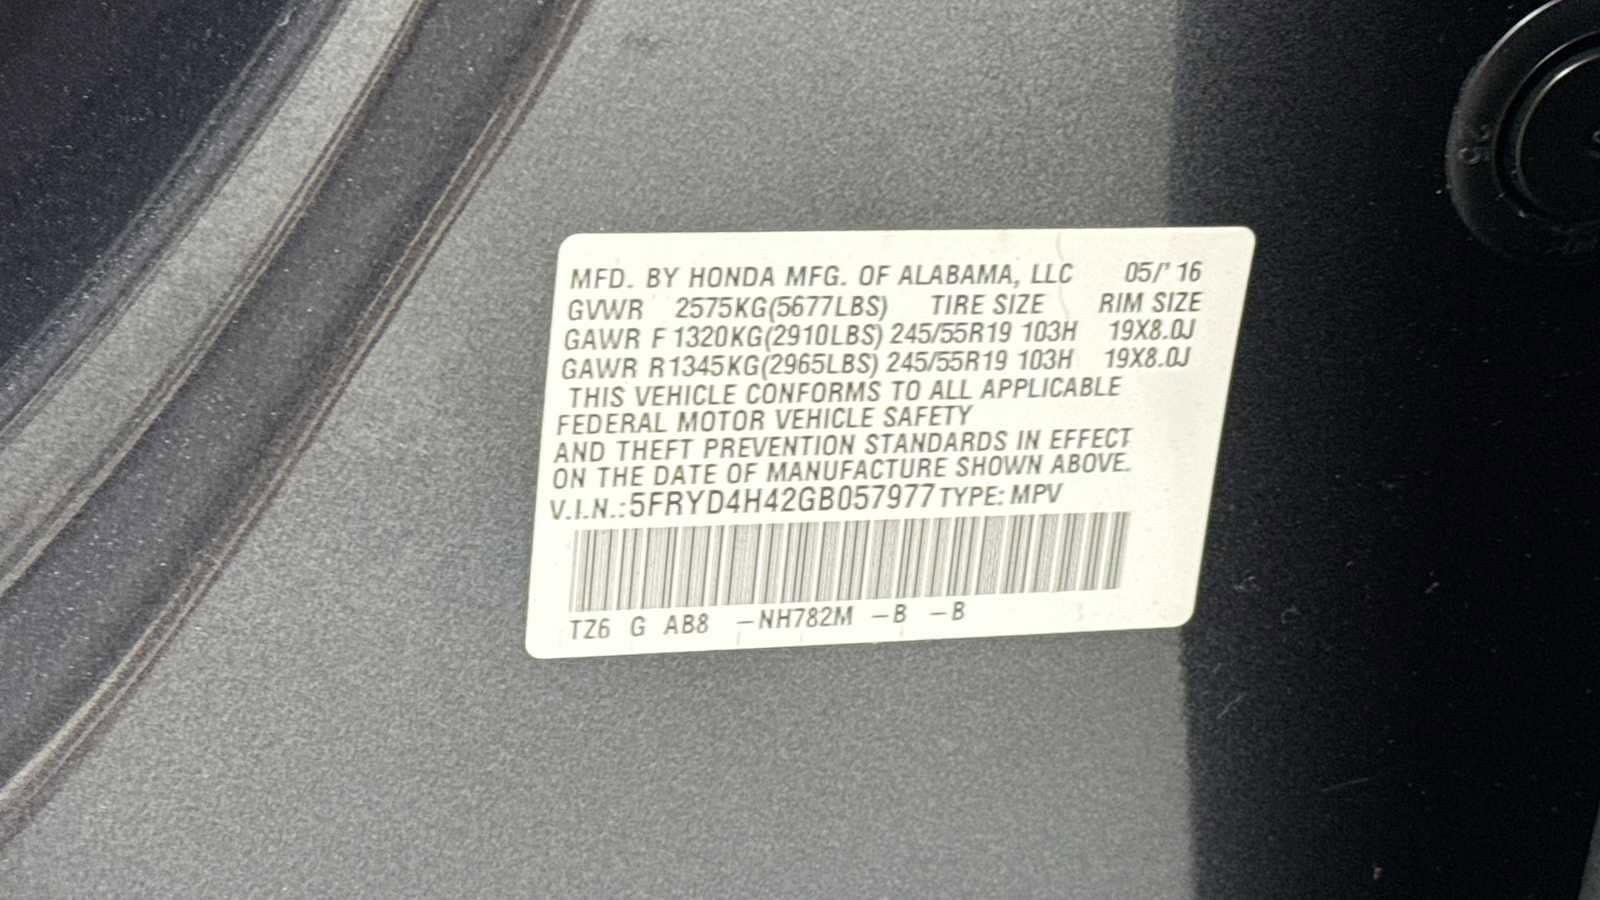 MFD. BY HONDA MFG. OF ALABAMA, LLC 05/' 16
GVWR 2575KG(5677LBS) TIRE SIZE RIM SIZE
GAWR F 1320KG(2910LBS) 245/55R19 103H 19X8.0J
GAWR R 1345KG(2965LBS) 245/55R19 103H 19X8.0J
THIS VEHICLE CONFORMS TO ALL APPLICABLE
FEDERAL MOTOR VEHICLE SAFETY
AND THEFT PREVENTION STANDARDS IN EFFECT
ON THE DATE OF MANUFACTURE SHOWN ABOVE.
V.I.N.: 5FRYD4H42GB057977 TYPE: MPV
TZ6 G AB8 -NH782M -B -B